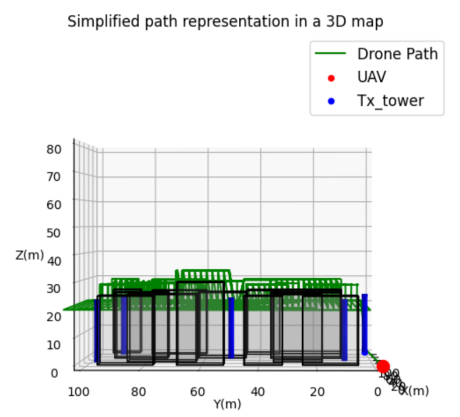 Simplified path representation in a 3D map
Drone Path
UAV
Tx_tower
80
70
60
50
Z(m)
40
30
20
10
0
100 80 60 40 20 0
Y(m)
X(m)